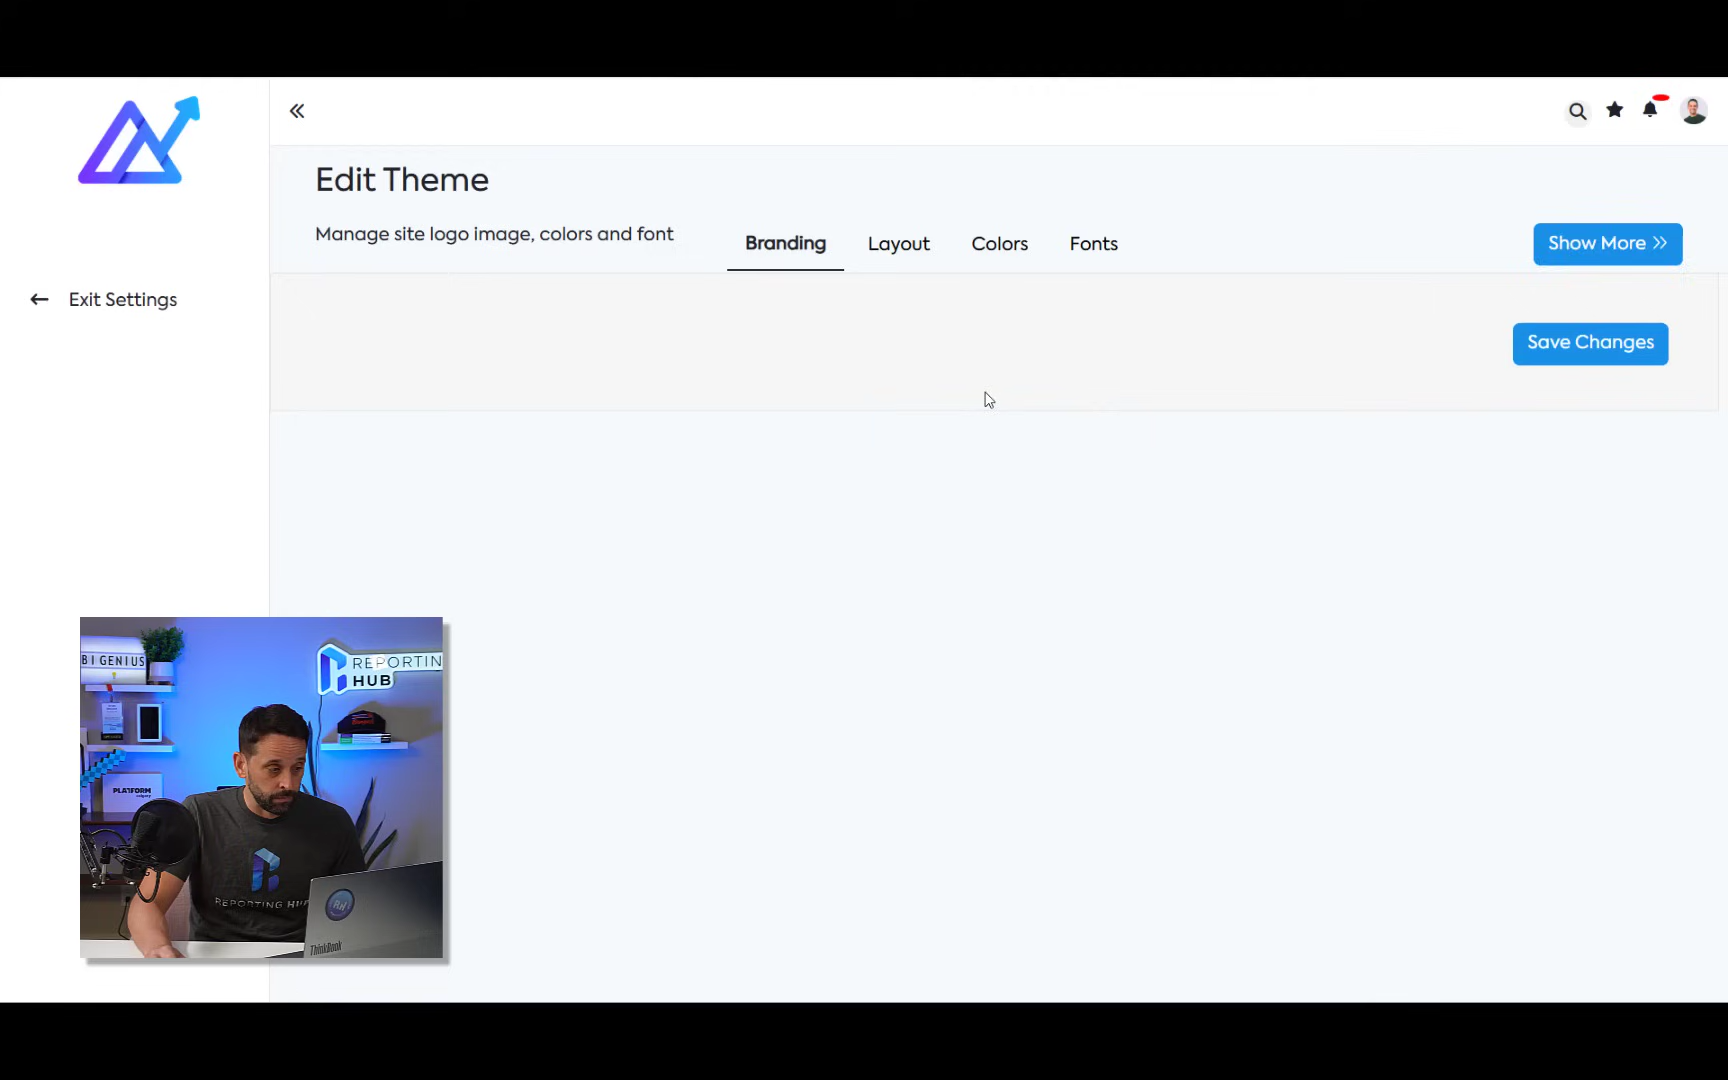 Edit Theme
Manage site logo image, colors and font
Branding
Layout
Colors
Fonts
Show More
Exit Settings
Save Changes
BI GENIUS
REPORTIN
HUB
PLATFORM
REPORTING HU
RH
ThinkBook